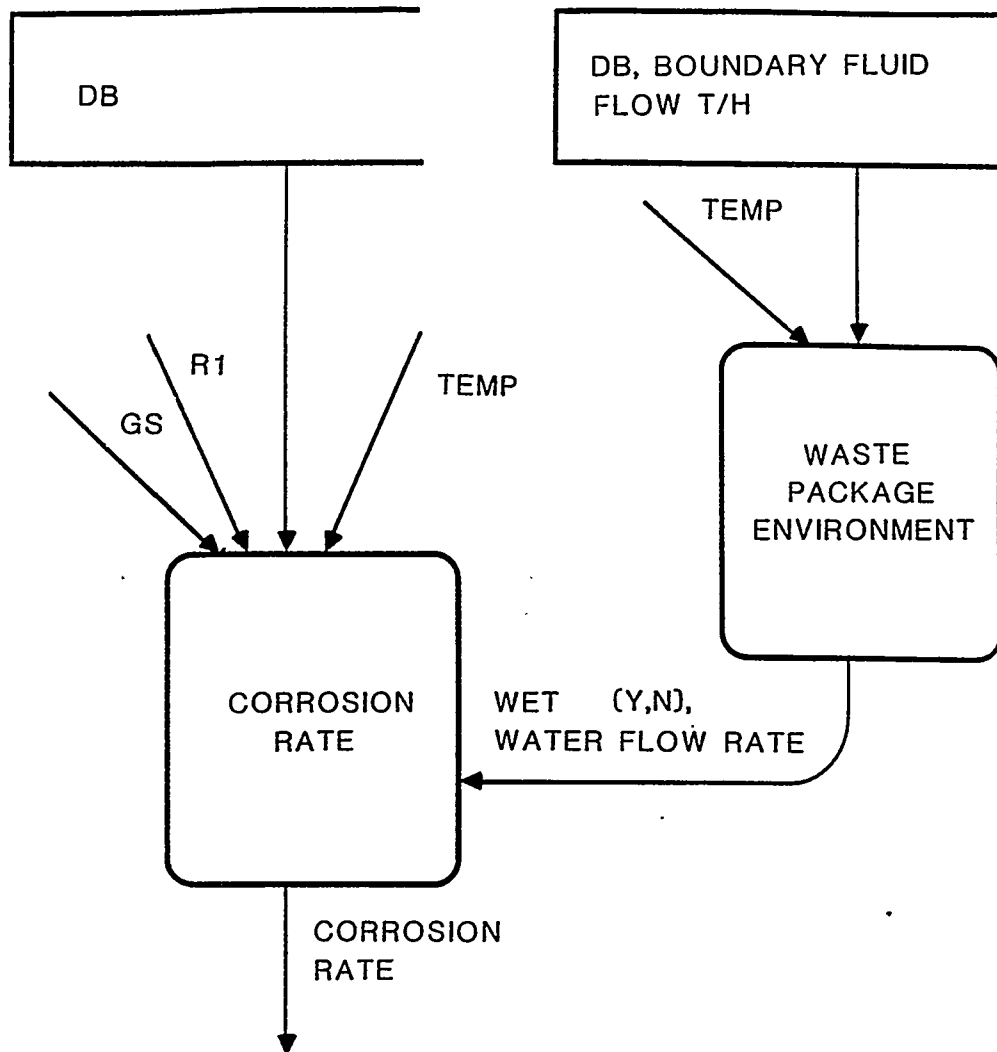 DB
DB, BOUNDARY FLUID
FLOW T/H
TEMP
R1
TEMP
GS
WASTE
PACKAGE
ENVIRONMENT
CORROSION
RATE
WET (Y,N),
WATER FLOW RATE
CORROSION
RATE